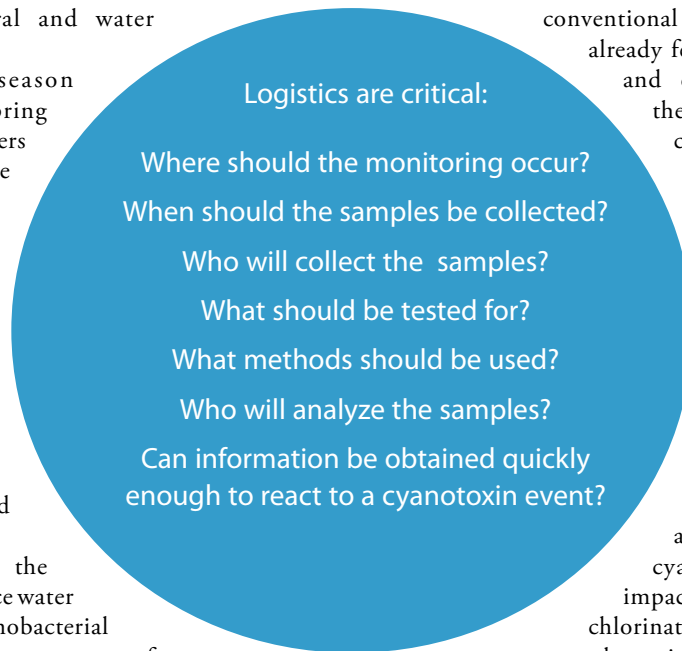 al and water
season
ers
the
water
conventional
already
and
the
Logistics are critical:
Where should the monitoring occur?
When should the samples be collected?
Who will collect the samples?
What should be tested for?
What methods should be used?
Who will analyze the samples?
Can information be obtained quickly
enough to react to a cyanotoxin event?
impac
chlorinat